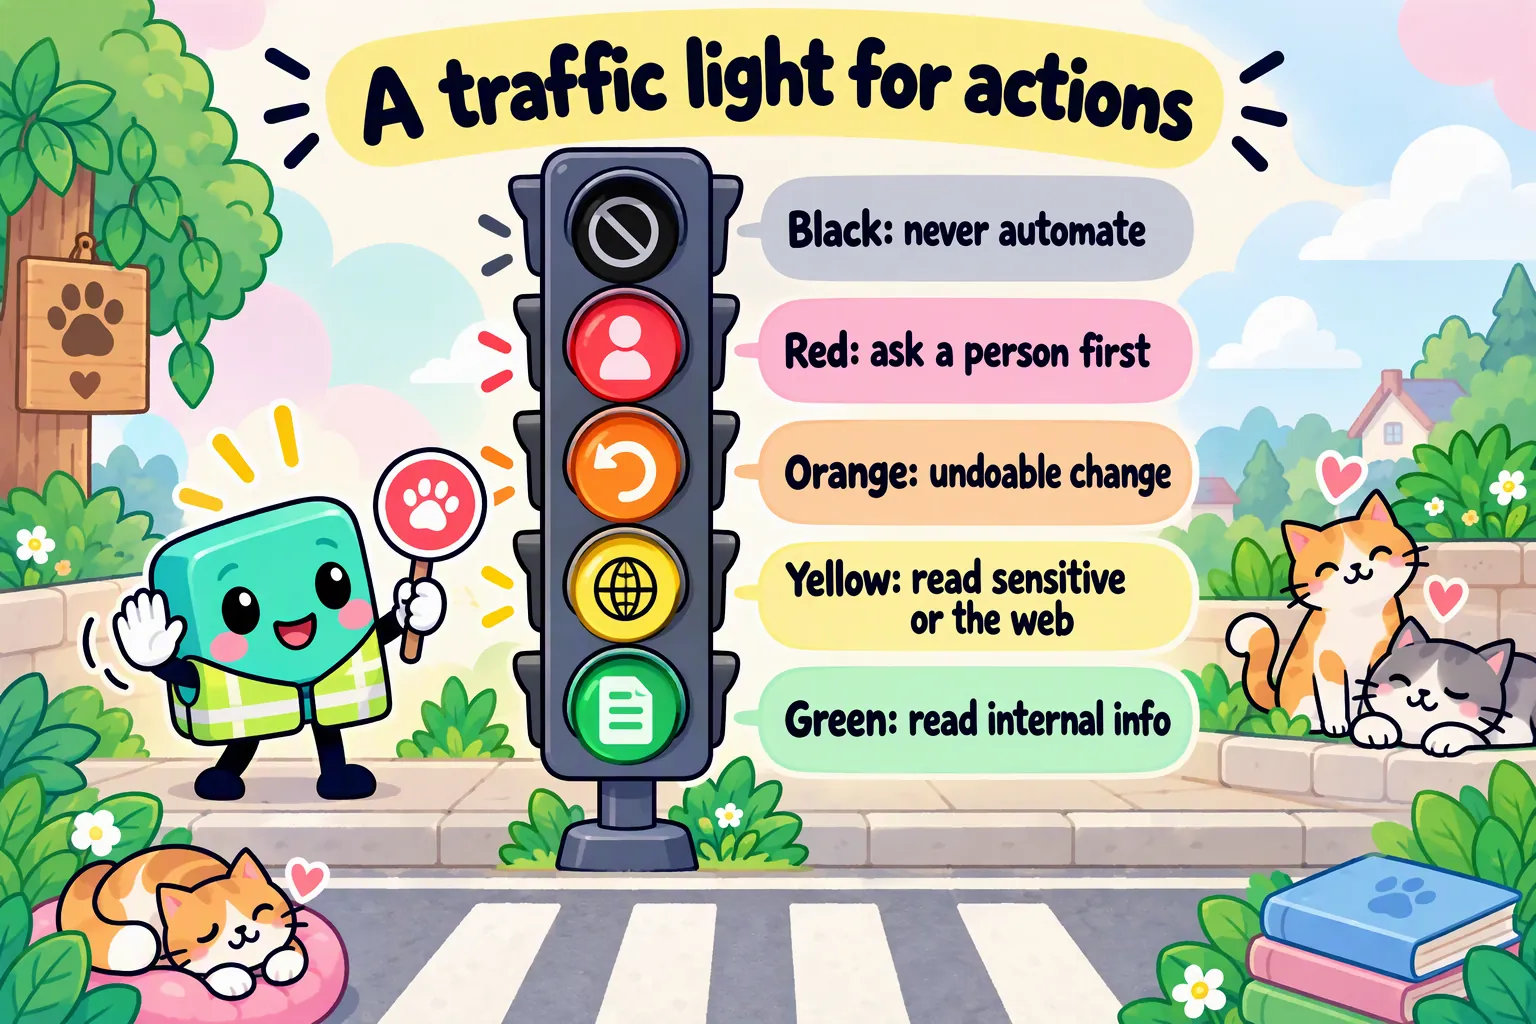 A traffic light for actions
Black: never automate
Red: ask a person first
Orange: undoable change
Yellow: read sensitive
or the web
Green: read internal info